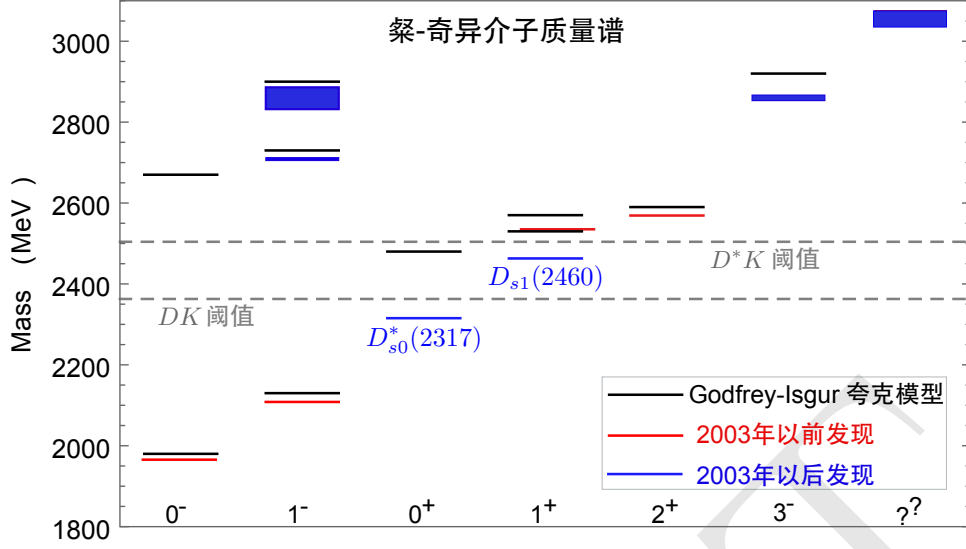 粲-奇异介子质量谱
Mass (MeV)
3000
2800
2600
2400
2200
2000
1800
D*K 阈值
D_{s1}(2460)
DK 阈值
D^*_{s0}(2317)
Godfrey-Isgur 夸克模型
2003年以前发现
2003年以后发现
0⁻ 1⁻ 0⁺ 1⁺ 2⁺ 3⁻ ?^?